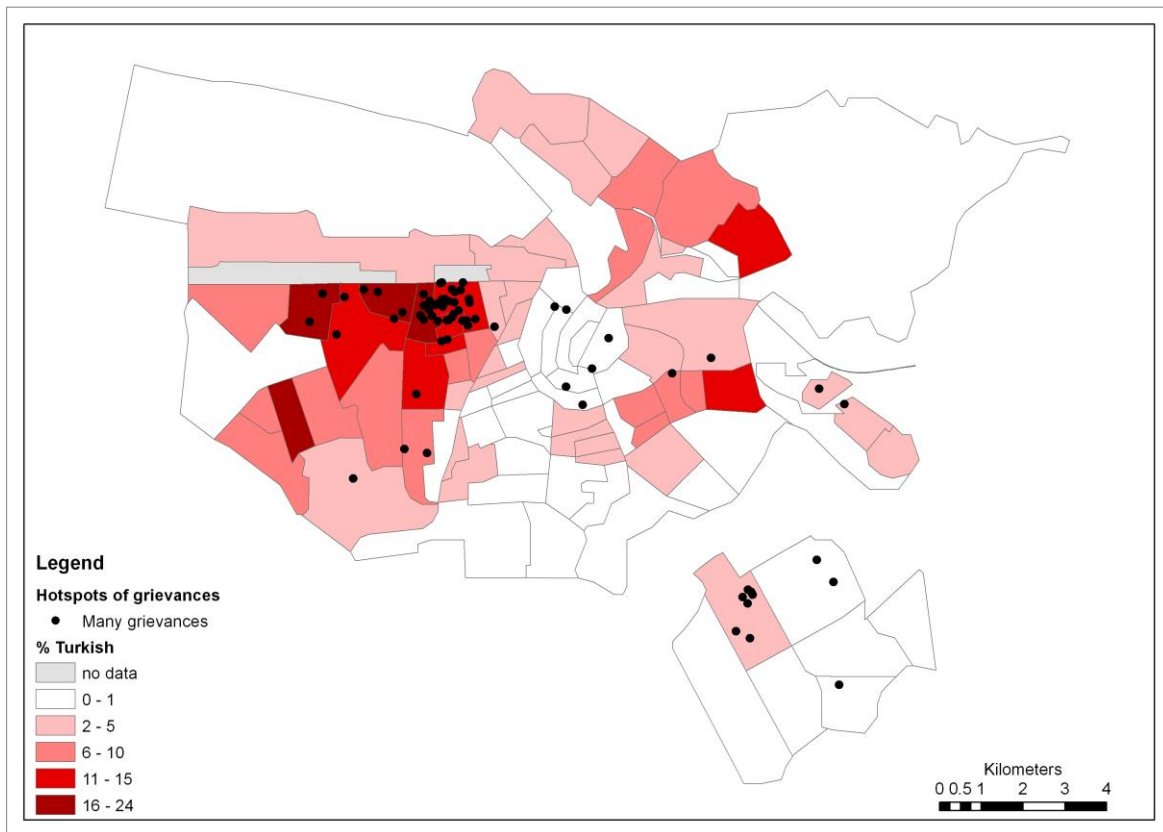 Legend
Hotspots of grievances
Many grievances
% Turkish
no data
0 - 1
2 - 5
6 - 10
11 - 15
16 - 24
Kilometers
0 0.5 1 2 3 4